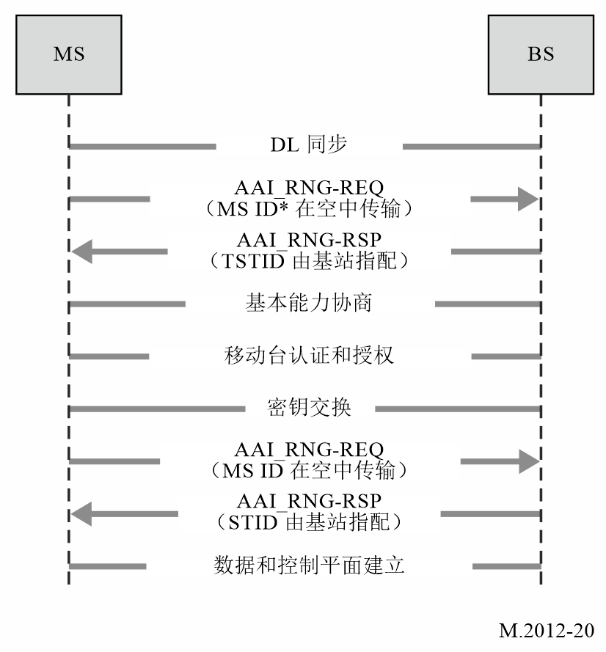 MS
BS
DL 同步
AAI_RNG-REQ
（MS ID* 在空中传输）
AAI_RNG-RSP
（TSTID 由基站指配）
基本能力协商
移动台认证和授权
密钥交换
AAI_RNG-REQ
（MS ID 在空中传输）
AAI_RNG-RSP
（STID 由基站指配）
数据和控制平面建立
M.2012-20